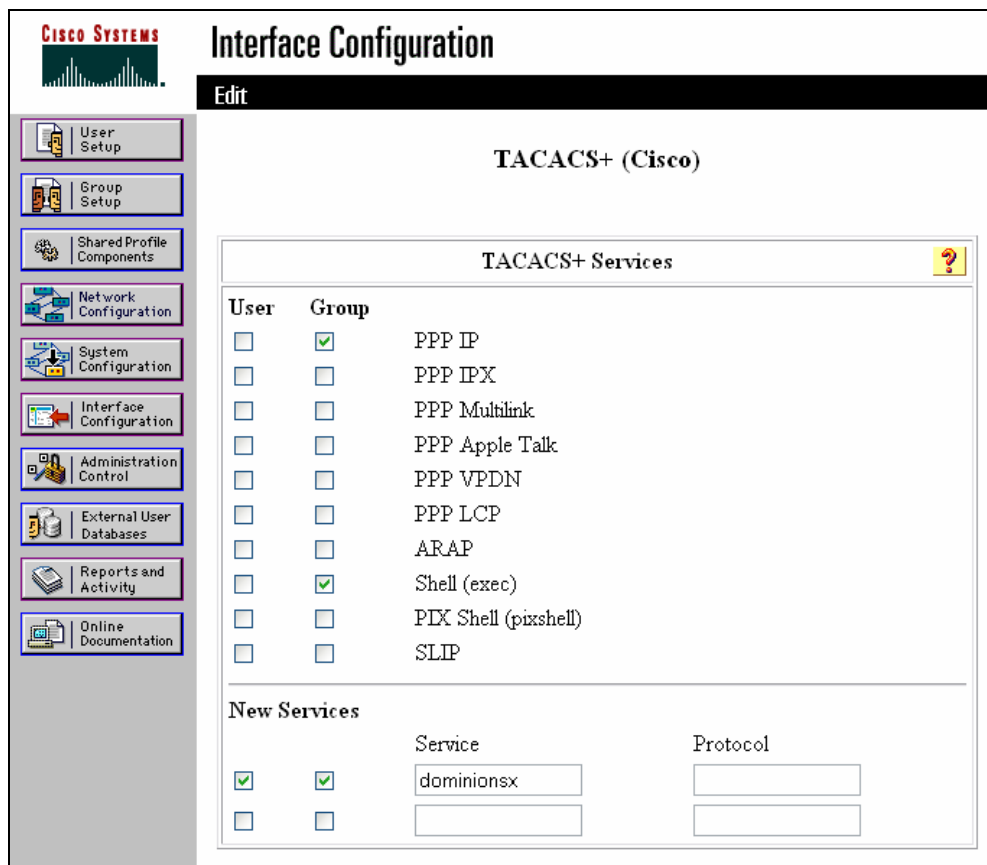 CISCO SYSTEMS
Interface Configuration
Edit
User
Setup
Group
Setup
Shared Profile
Components
Network
Configuration
System
Configuration
Interface
Configuration
Administration
Control
External User
Databases
Reports and
Activity
Online
Documentation
TACACS+ (Cisco)
TACACS+ Services
?
User Group
PPP IP
PPP IPX
PPP Multilink
PPP Apple Talk
PPP VPDN
PPP LCP
ARAP
Shell (exec)
PIX Shell (pixshell)
SLIP
New Services
Service Protocol
dominionsx